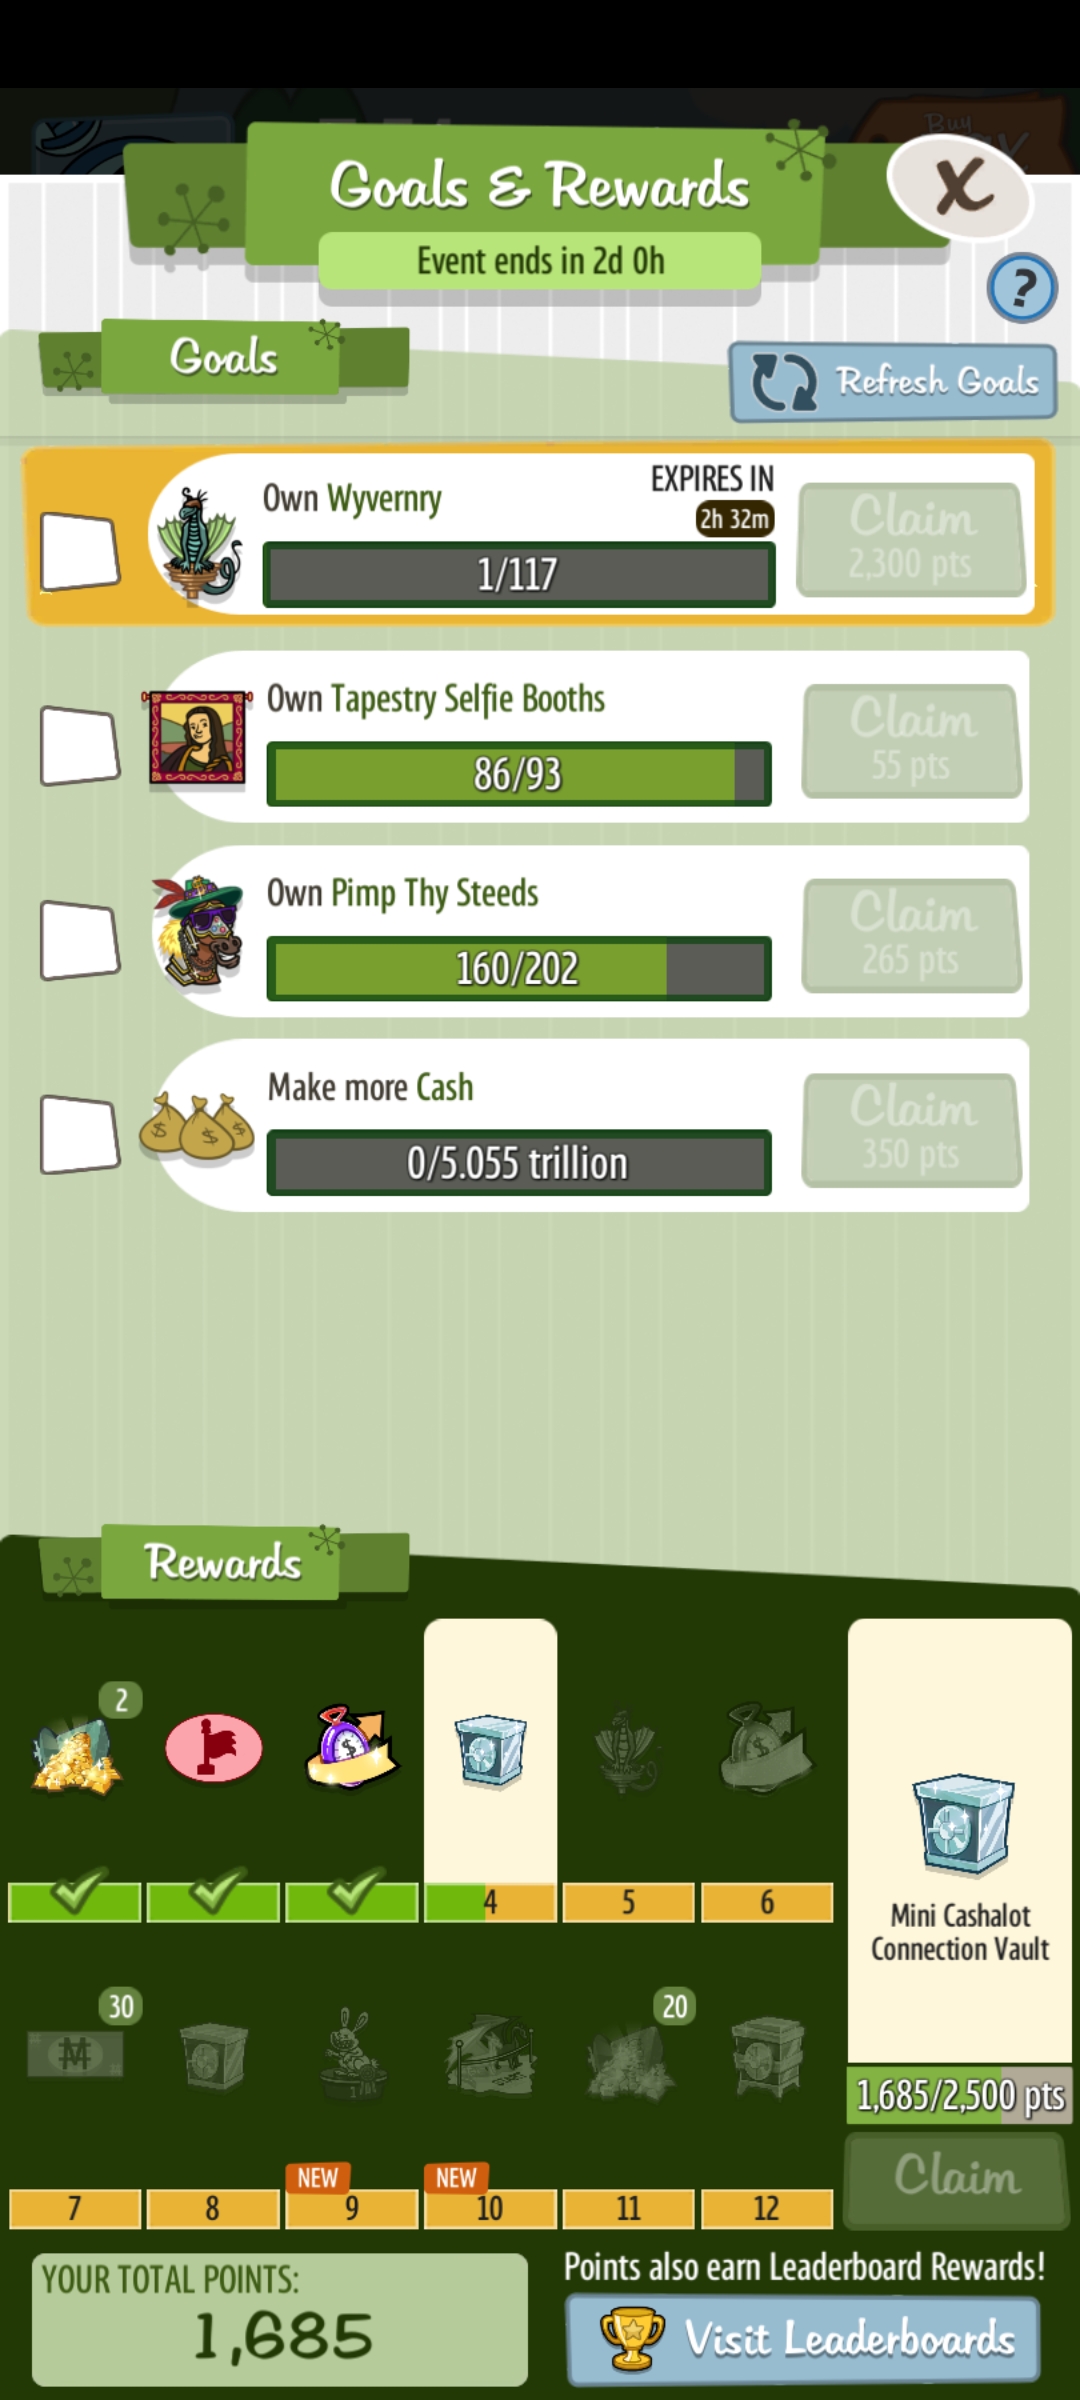 Buy
Goals & Rewards
X
Event ends in 2d 0h
?
Goals
Refresh Goals
Own Wyvernry
EXPIRES IN
2h 32m
1/117
Claim
2,300 pts
Own Tapestry Selfie Booths
86/93
Claim
55 pts
Own Pimp Thy Steeds
160/202
Claim
265 pts
Make more Cash
0/5.055 trillion
Claim
350 pts
Rewards
2
4
5
6
Mini Cashalot
Connection Vault
30
20
1,685/2,500 pts
NEW
NEW
7
8
9
10
11
12
Claim
YOUR TOTAL POINTS:
1,685
Points also earn Leaderboard Rewards!
Visit Leaderboards